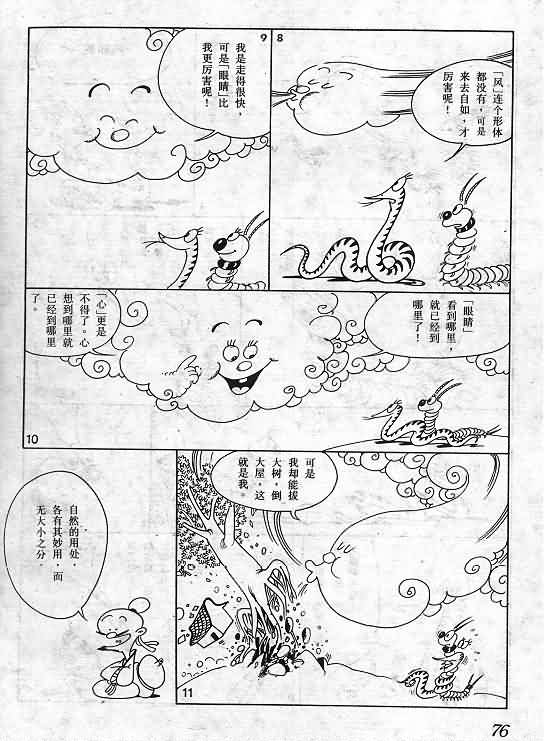 8
「风」连个形体
都没有，可是
来去自如，才
厉害呢！
9
我是走得很快，
可是「眼睛」比
我更厉害呢！
「眼睛」
看到哪里，
就已经到
哪里了！
「心」更是
不得了。心
想到哪里就
已经到哪里
了。
10
可是
我却能拔
大树，倒
大屋，这
就是我。
11
自然的用处，
各有其妙用，而
无大小之分．
76